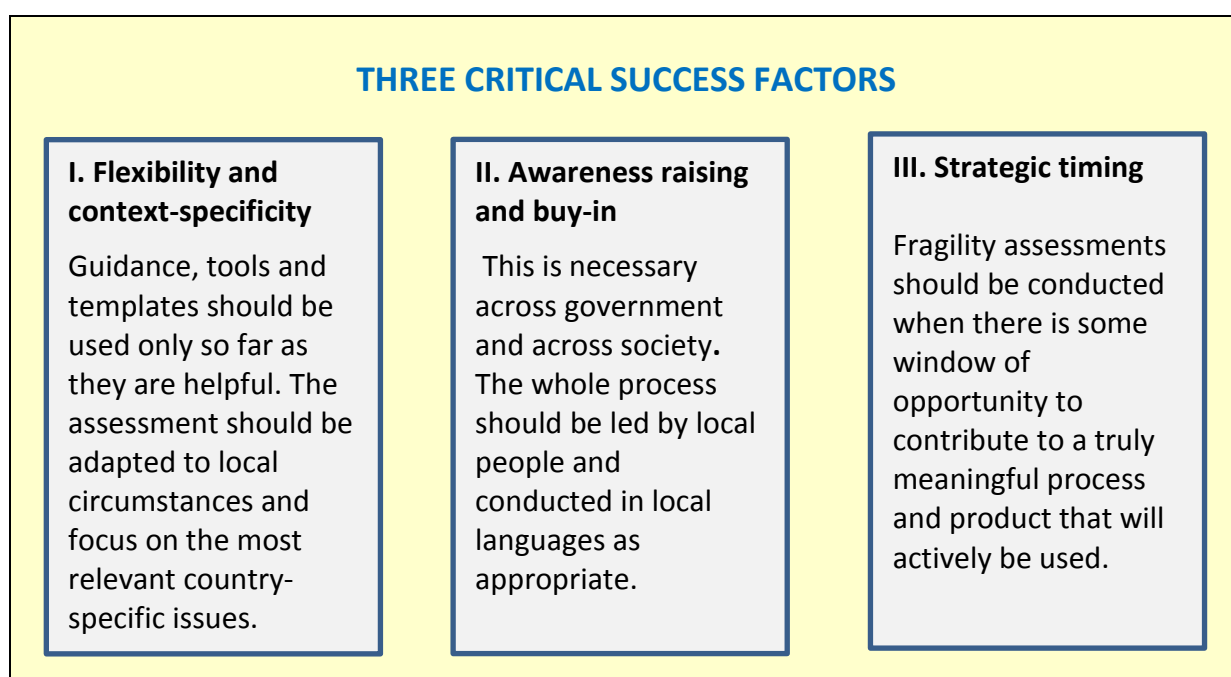 THREE CRITICAL SUCCESS FACTORS
I. Flexibility and
context-specificity
Guidance, tools and
templates should be
used only so far as
they are helpful. The
assessment should be
adapted to local
circumstances and
focus on the most
relevant country-
specific issues.
II. Awareness raising
and buy-in
This is necessary
across government
and across society.
The whole process
should be led by local
people and
conducted in local
languages as
appropriate.
III. Strategic timing
Fragility assessments
should be conducted
when there is some
window of
opportunity to
contribute to a truly
meaningful process
and product that will
actively be used.